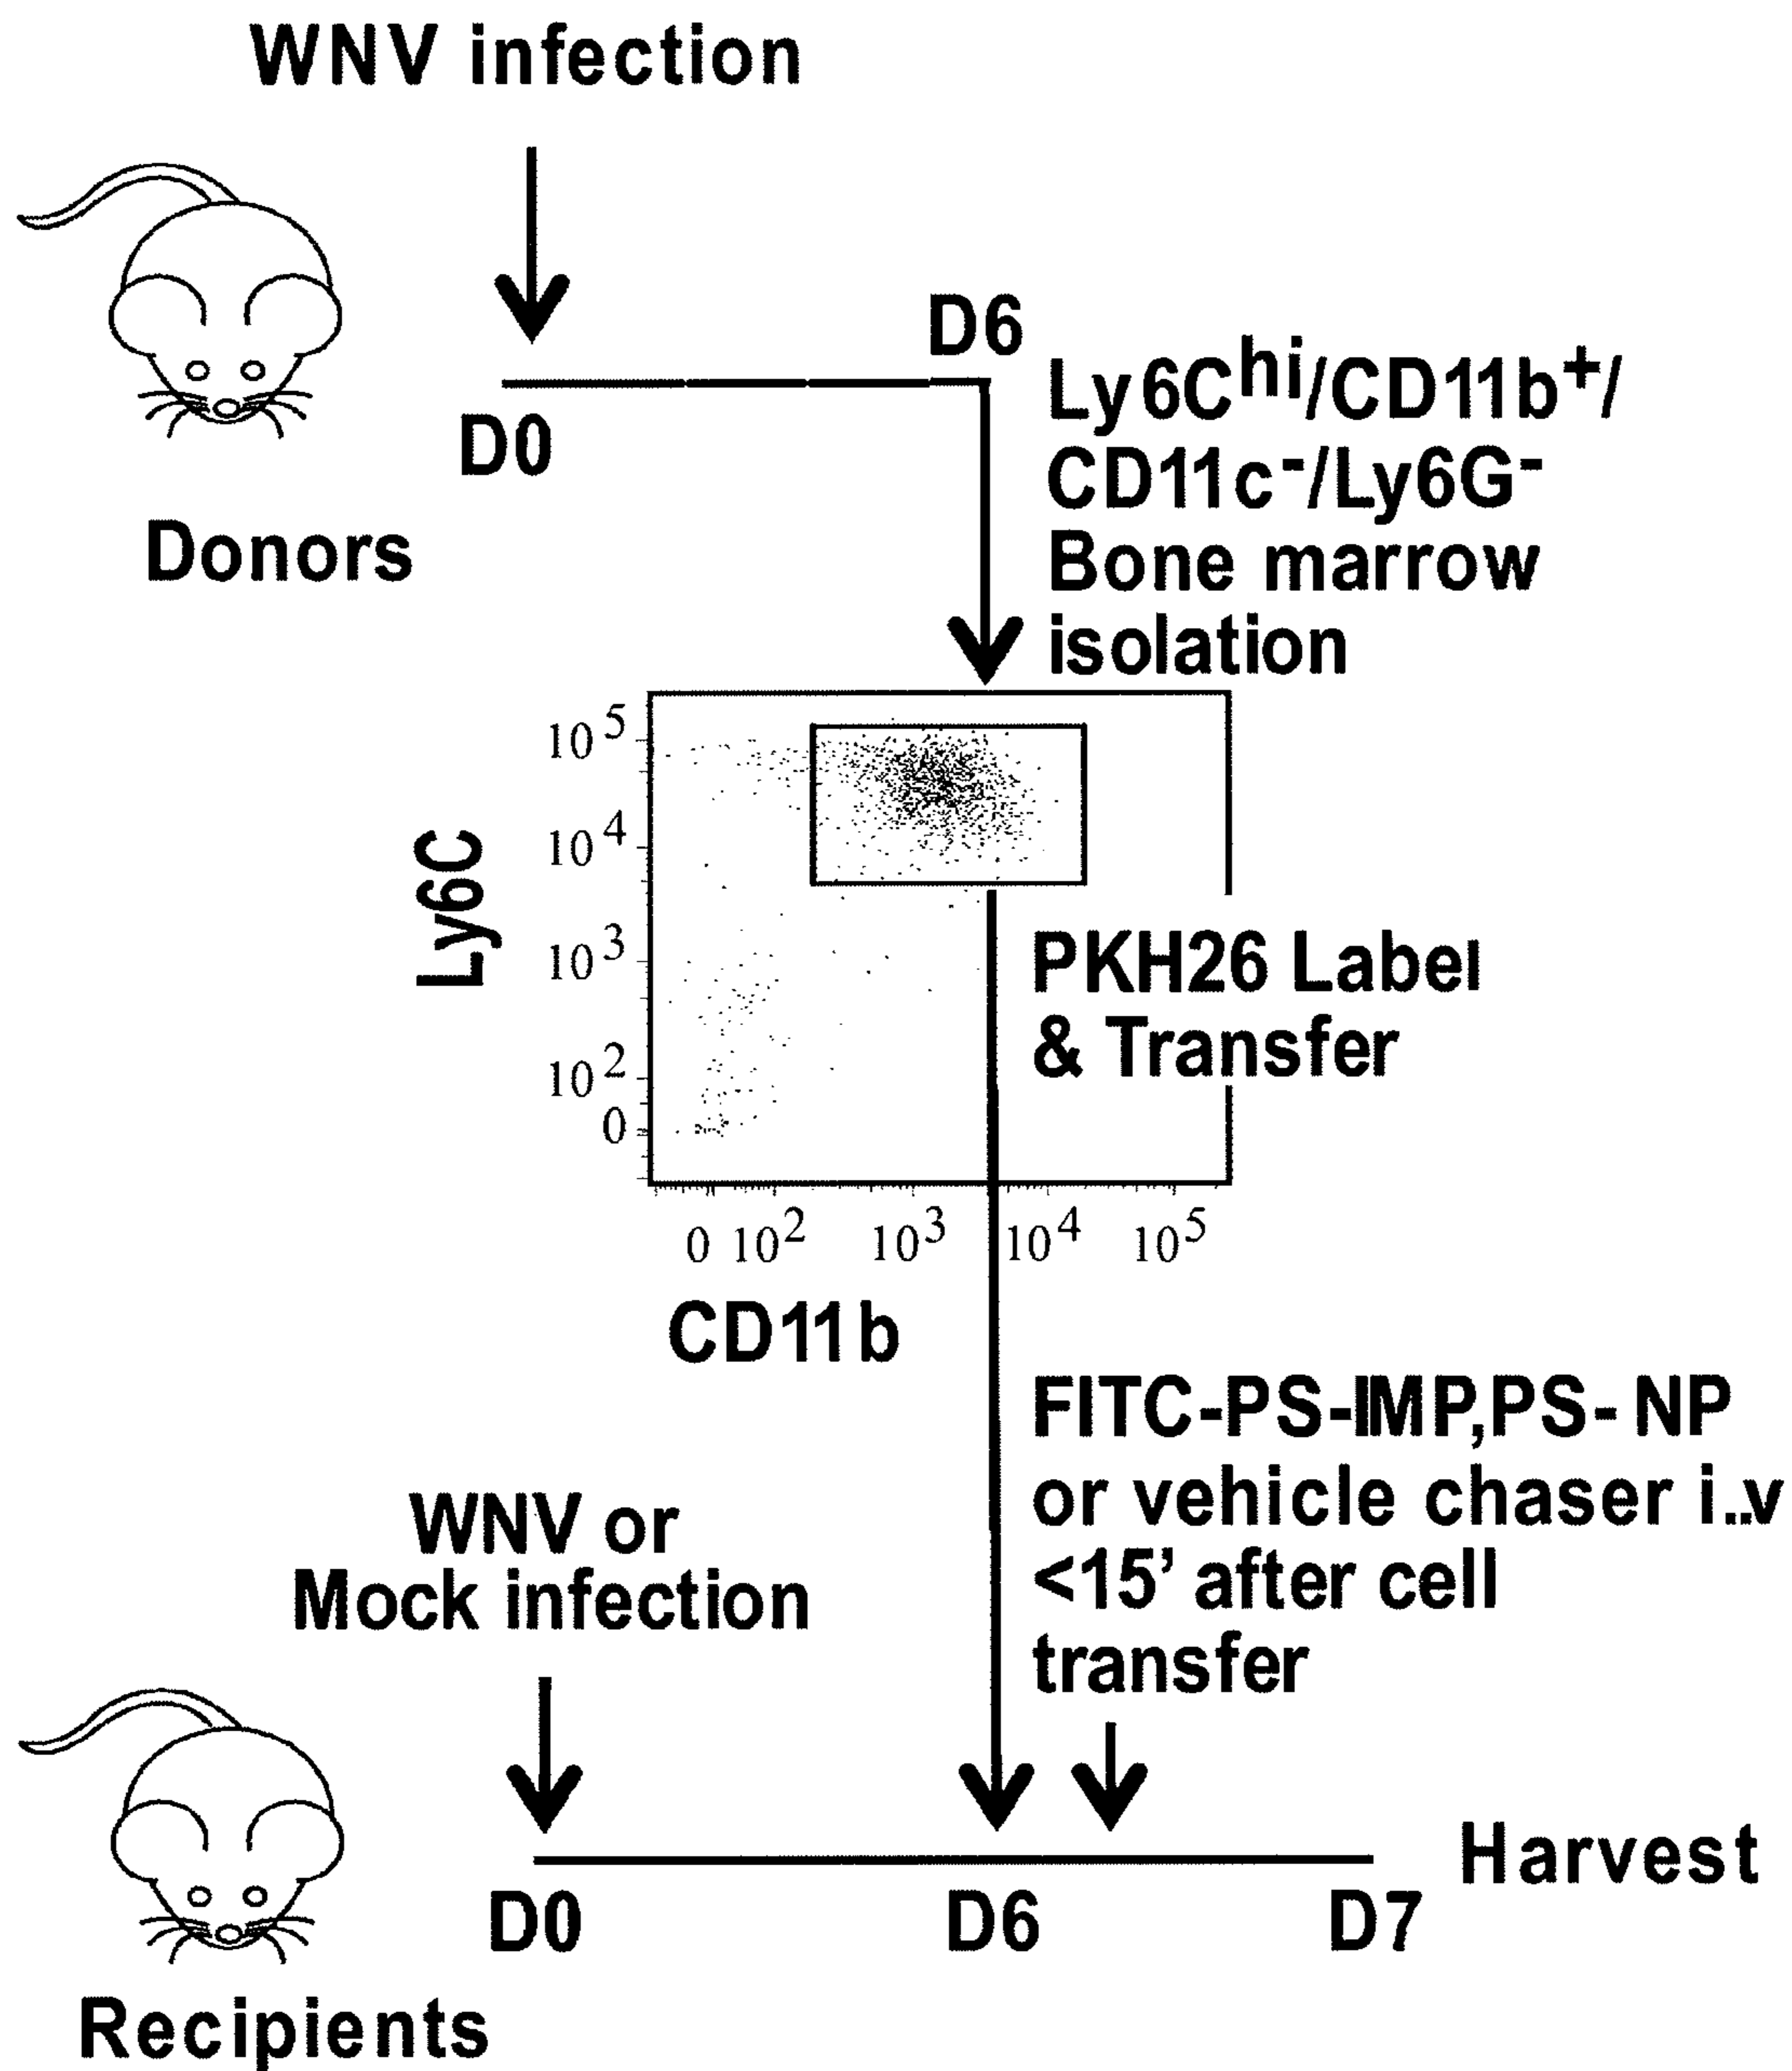 WNV infection
D6
D0
Donors
Ly6Chi/CD11b+/
CD11c-/Ly6G-
Bone marrow
isolation
10^5
10^4
10^3
10^2
0
Ly6C
PKH26 Label
& Transfer
0 10^2 10^3 10^4 10^5
CD11b
FITC-PS-IMP,PS- NP
or vehicle chaser i..v
<15’ after cell
transfer
WNV or
Mock infection
Harvest
D0 D6 D7
Recipients